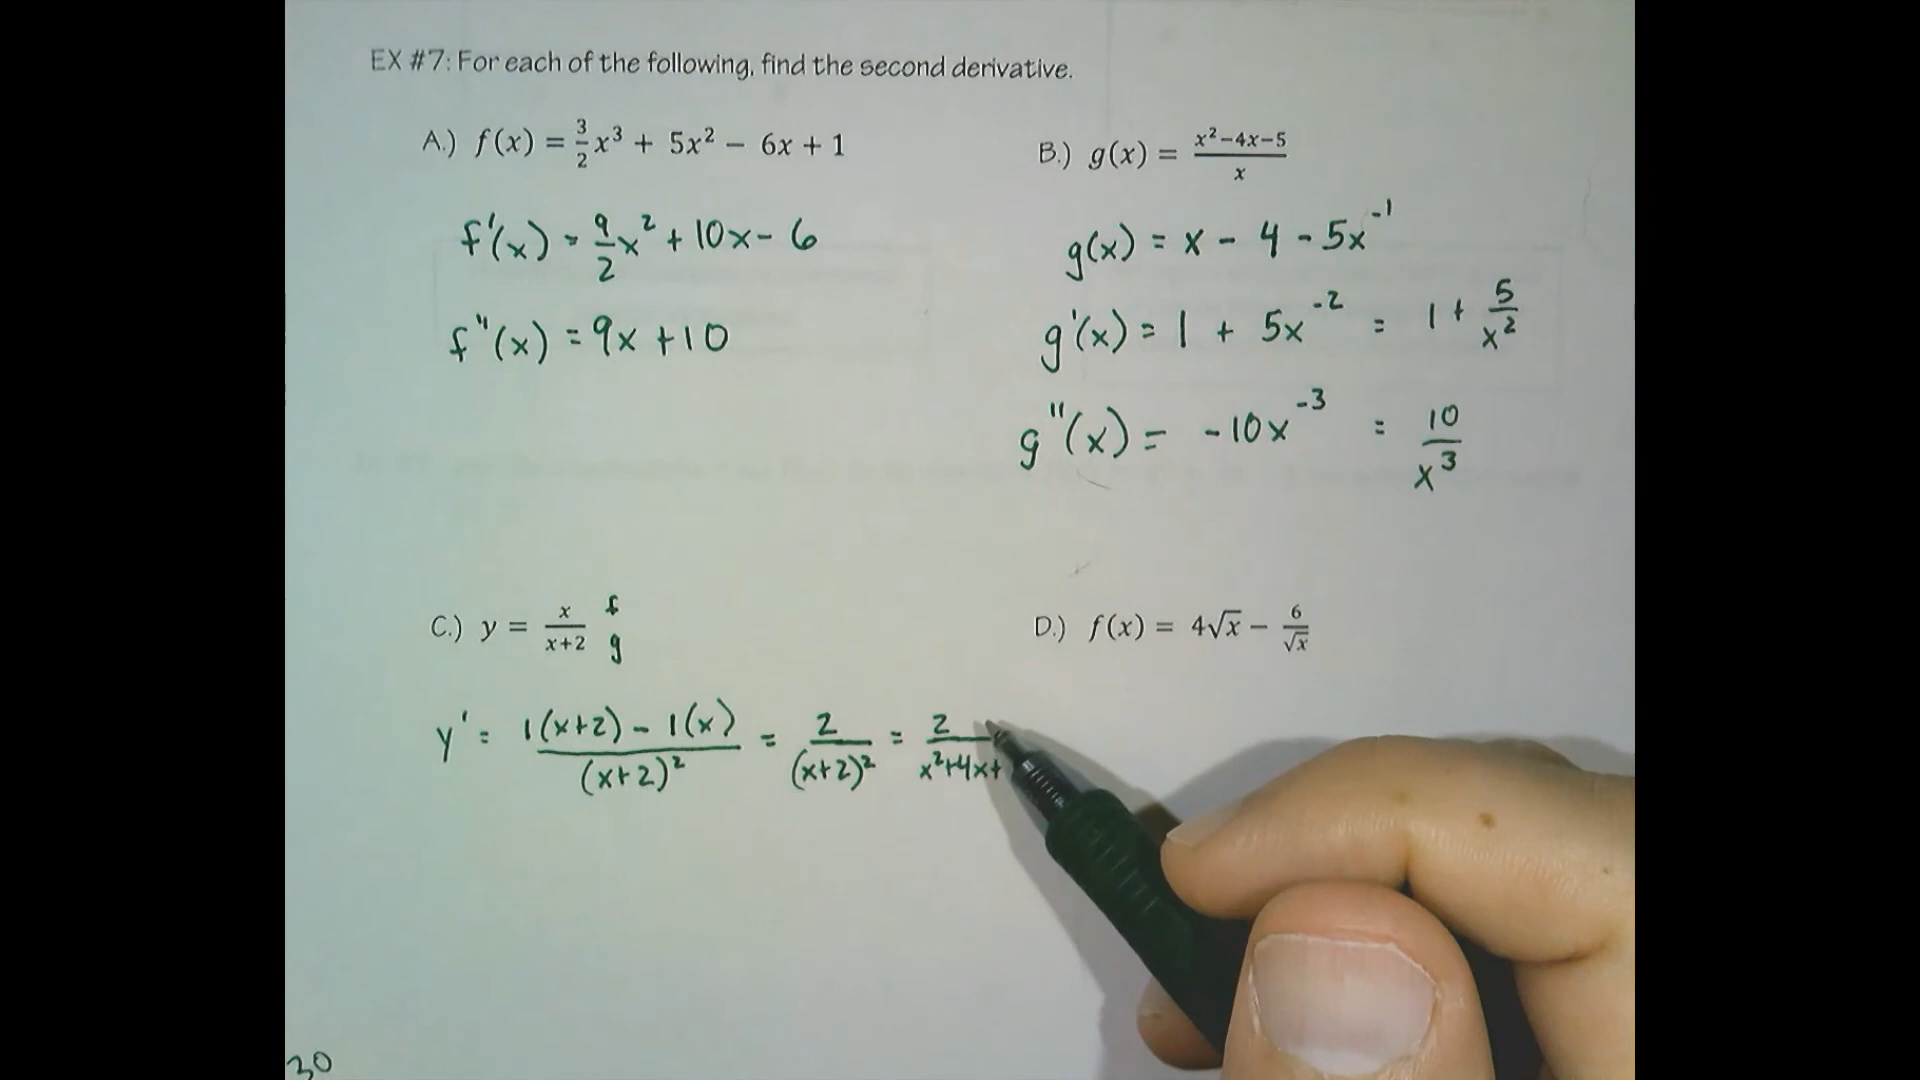 EX #7: For each of the following, find the second derivative.
A.) f(x) = 3/2 x³ + 5x² − 6x + 1
f'(x) = 9/2 x² + 10x - 6
f"(x) = 9x + 10
B.) g(x) = x²−4x−5 / x
g(x) = x - 4 - 5x⁻¹
g'(x) = 1 + 5x⁻² = 1 + 5/x²
g"(x) = -10x⁻³ = 10/x³
C.) y = x / x+2 f g
y' = 1(x+2) - 1(x) / (x+2)² = 2 / (x+2)² = 2 / x²+4x+
D.) f(x) = 4√x − 6/√x
30